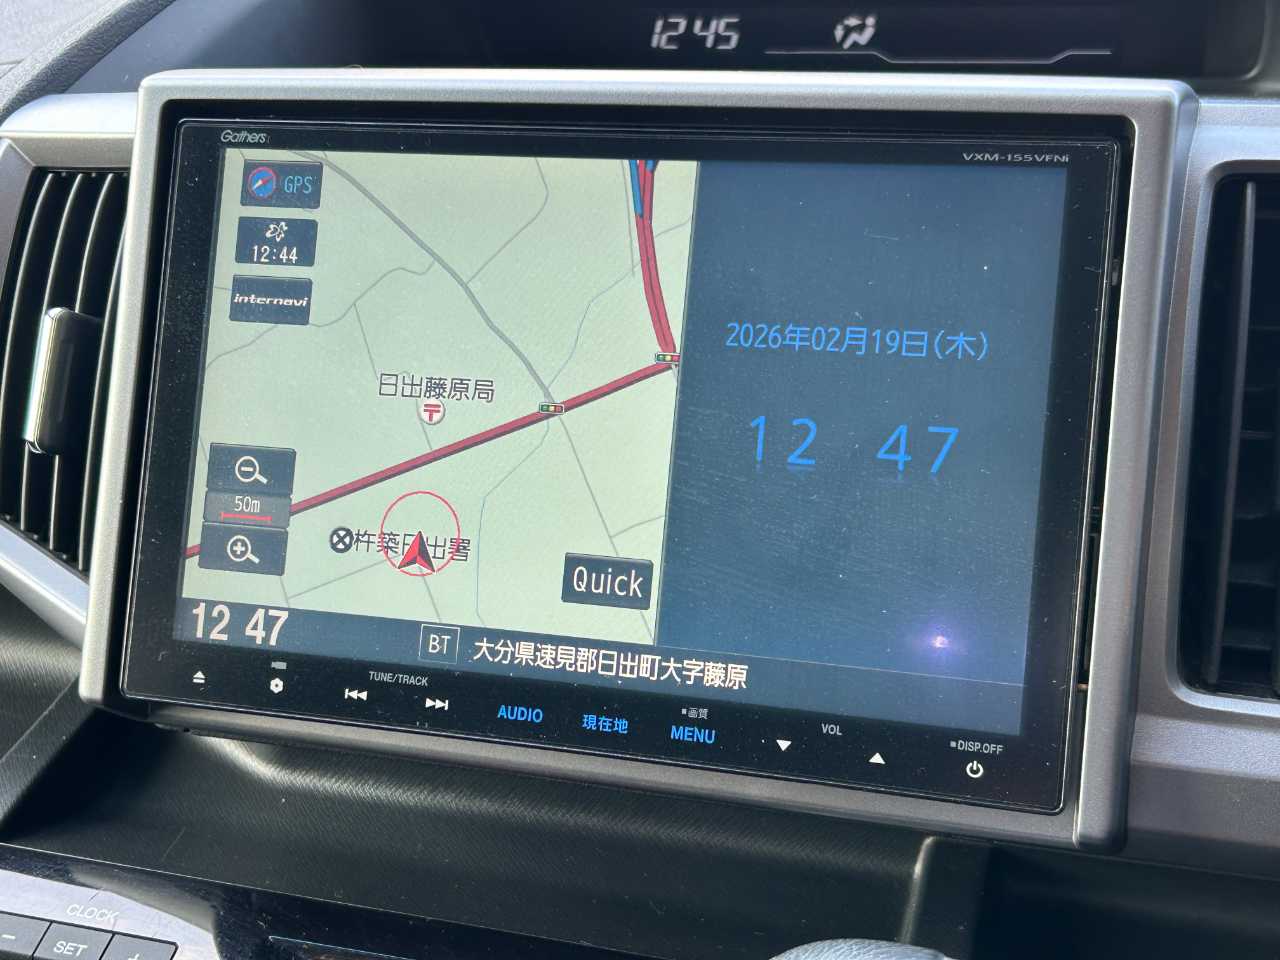 12 45
Gathers
VXM-155VFNi
GPS
12:44
internavi
2026年02月19日(木)
12 47
日出藤原局
50m
杵築日出署
Quick
12 47
BT 大分県速見郡日出町大字藤原
TUNE/TRACK
AUDIO
現在地
画質
MENU
VOL
DISP.OFF
CLOCK
SET